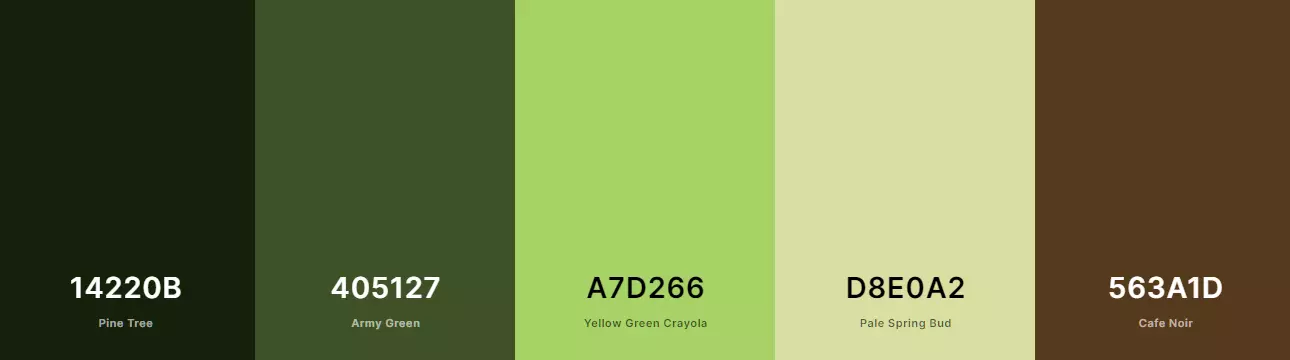 14220B
Pine Tree
405127
Army Green
A7D266
Yellow Green Crayola
D8E0A2
Pale Spring Bud
563A1D
Cafe Noir